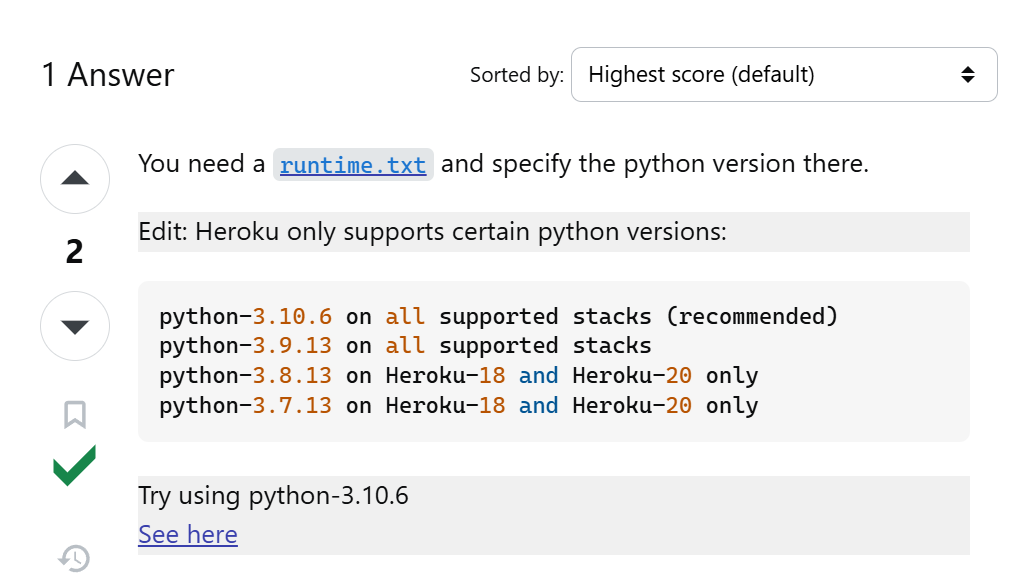 1 Answer
Sorted by: Highest score (default)
You need a runtime.txt and specify the python version there.
2
Edit: Heroku only supports certain python versions:
python-3.10.6 on all supported stacks (recommended)
python-3.9.13 on all supported stacks
python-3.8.13 on Heroku-18 and Heroku-20 only
python-3.7.13 on Heroku-18 and Heroku-20 only
Try using python-3.10.6
See here